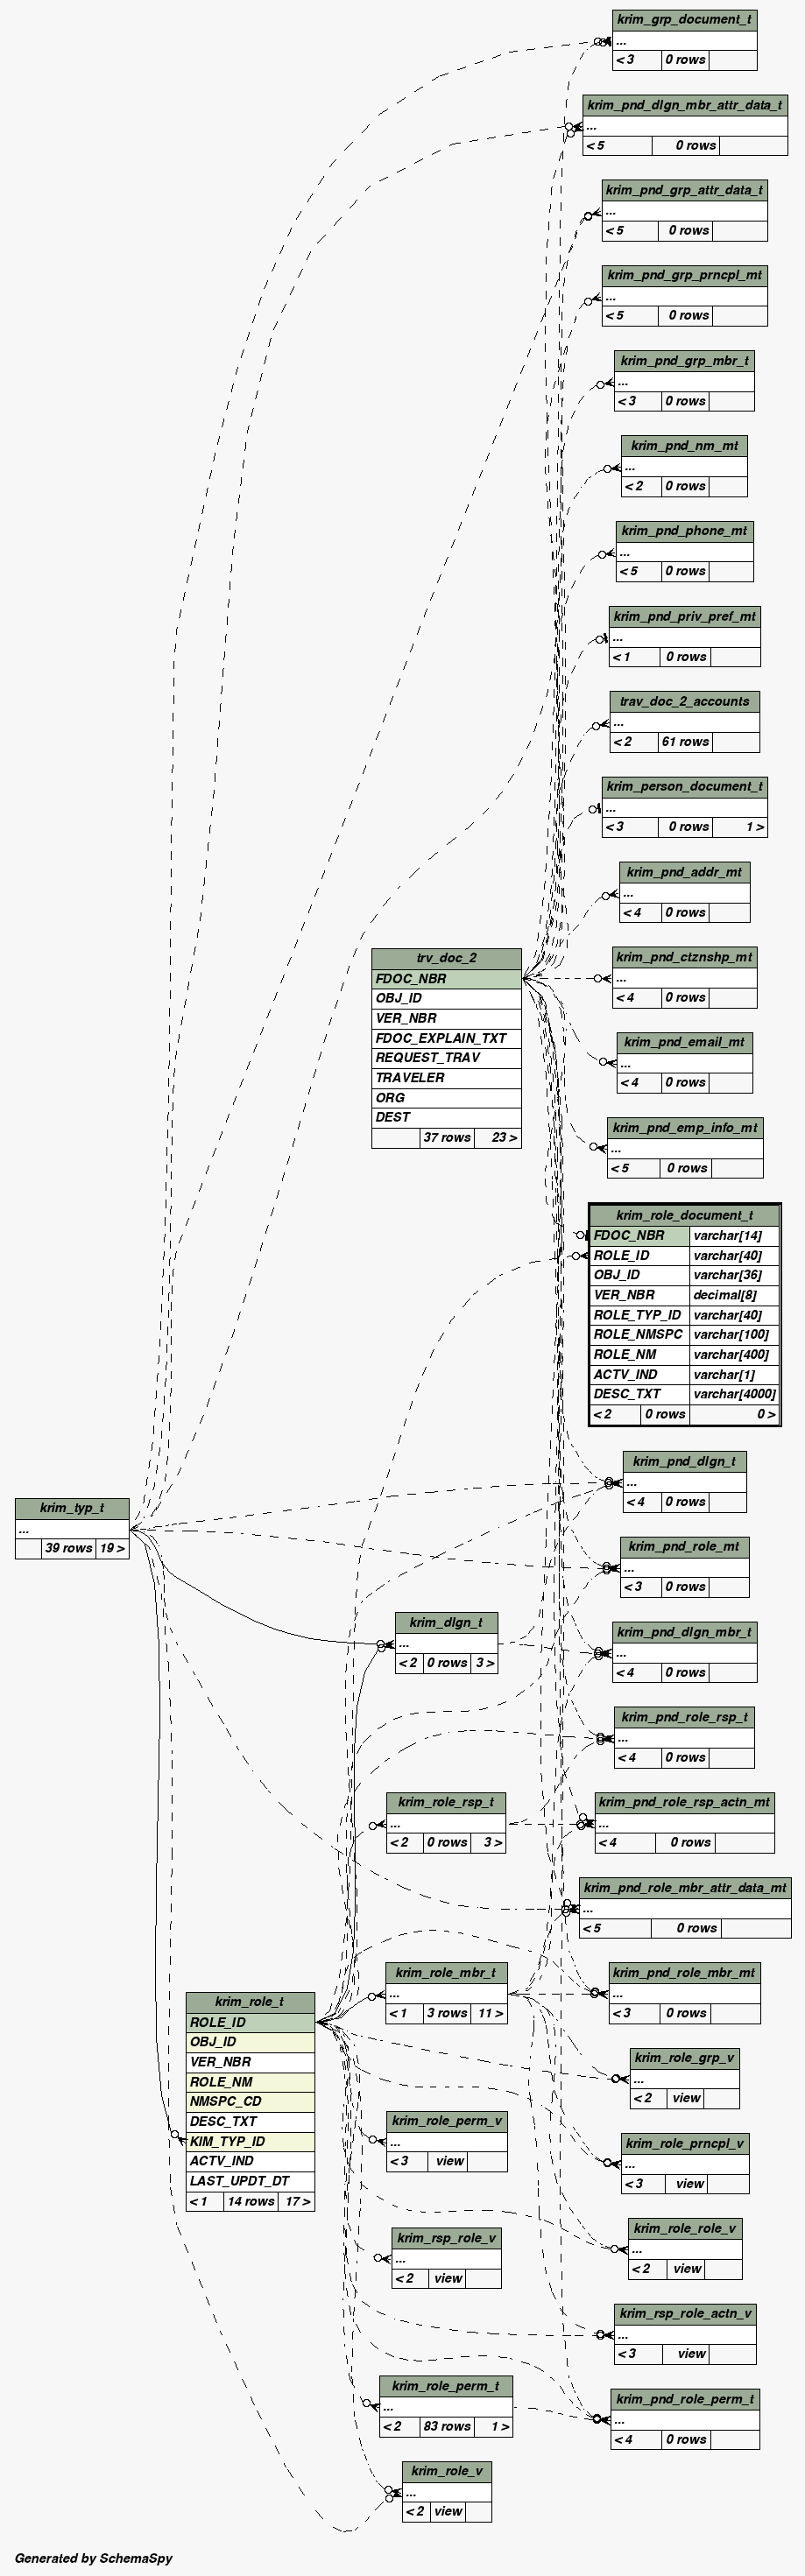 krim_grp_document_t
...
< 3 0 rows
krim_pnd_dlgn_mbr_attr_data_t
...
< 5 0 rows
krim_pnd_grp_attr_data_t
...
< 5 0 rows
krim_pnd_grp_prncpl_mt
...
< 5 0 rows
krim_pnd_grp_mbr_t
...
< 3 0 rows
krim_pnd_nm_mt
...
< 2 0 rows
krim_pnd_phone_mt
...
< 5 0 rows
krim_pnd_priv_pref_mt
...
< 1 0 rows
trav_doc_2_accounts
...
< 2 61 rows
krim_person_document_t
...
< 3 0 rows 1 >
krim_pnd_addr_mt
...
< 4 0 rows
krim_pnd_ctznshp_mt
...
< 4 0 rows
krim_pnd_email_mt
...
< 4 0 rows
krim_pnd_emp_info_mt
...
< 5 0 rows
trv_doc_2
FDOC_NBR
OBJ_ID
VER_NBR
FDOC_EXPLAIN_TXT
REQUEST_TRAV
TRAVELER
ORG
DEST
37 rows 23 >
krim_role_document_t
FDOC_NBR varchar[14]
ROLE_ID varchar[40]
OBJ_ID varchar[36]
VER_NBR decimal[8]
ROLE_TYP_ID varchar[40]
ROLE_NMSPC varchar[100]
ROLE_NM varchar[400]
ACTV_IND varchar[1]
DESC_TXT varchar[4000]
< 2 0 rows 0 >
krim_typ_t
...
39 rows 19 >
krim_pnd_dlgn_t
...
< 4 0 rows
krim_pnd_role_mt
...
< 3 0 rows
krim_dlgn_t
...
< 2 0 rows 3 >
krim_pnd_dlgn_mbr_t
...
< 4 0 rows
krim_pnd_role_rsp_t
...
< 4 0 rows
krim_role_rsp_t
...
< 2 0 rows 3 >
krim_pnd_role_rsp_actn_mt
...
< 4 0 rows
krim_pnd_role_mbr_attr_data_mt
...
< 5 0 rows
krim_role_mbr_t
...
< 1 3 rows 11 >
krim_pnd_role_mbr_mt
...
< 3 0 rows
krim_role_t
ROLE_ID
OBJ_ID
VER_NBR
ROLE_NM
NMSPC_CD
DESC_TXT
KIM_TYP_ID
ACTV_IND
LAST_UPDT_DT
< 1 14 rows 17 >
krim_role_grp_v
...
< 2 view
krim_role_perm_v
...
< 3 view
krim_role_prncpl_v
...
< 3 view
krim_rsp_role_v
...
< 2 view
krim_role_role_v
...
< 2 view
krim_rsp_role_actn_v
...
< 3 view
krim_role_perm_t
...
< 2 83 rows 1 >
krim_pnd_role_perm_t
...
< 4 0 rows
krim_role_v
...
< 2 view
Generated by SchemaSpy